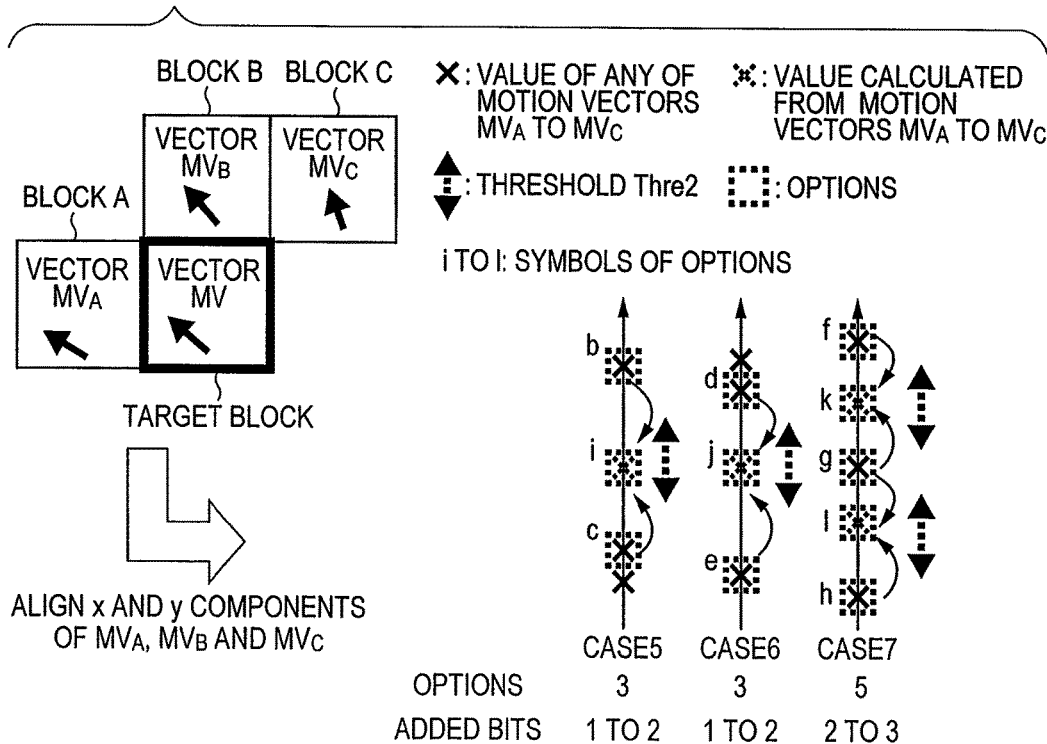 BLOCK B
BLOCK C
VECTOR
MVB
VECTOR
MVC
BLOCK A
VECTOR
MVA
VECTOR
MV
TARGET BLOCK
ALIGN x AND y COMPONENTS
OF MVA, MVB AND MVC
: VALUE OF ANY OF
MOTION VECTORS
MVA TO MVC
: VALUE CALCULATED
FROM MOTION
VECTORS MVA TO MVC
: THRESHOLD Thre2
: OPTIONS
i TO l: SYMBOLS OF OPTIONS
b
i
c
d
j
e
f
k
g
l
h
CASE5 CASE6 CASE7
OPTIONS 3 3 5
ADDED BITS 1 TO 2 1 TO 2 2 TO 3